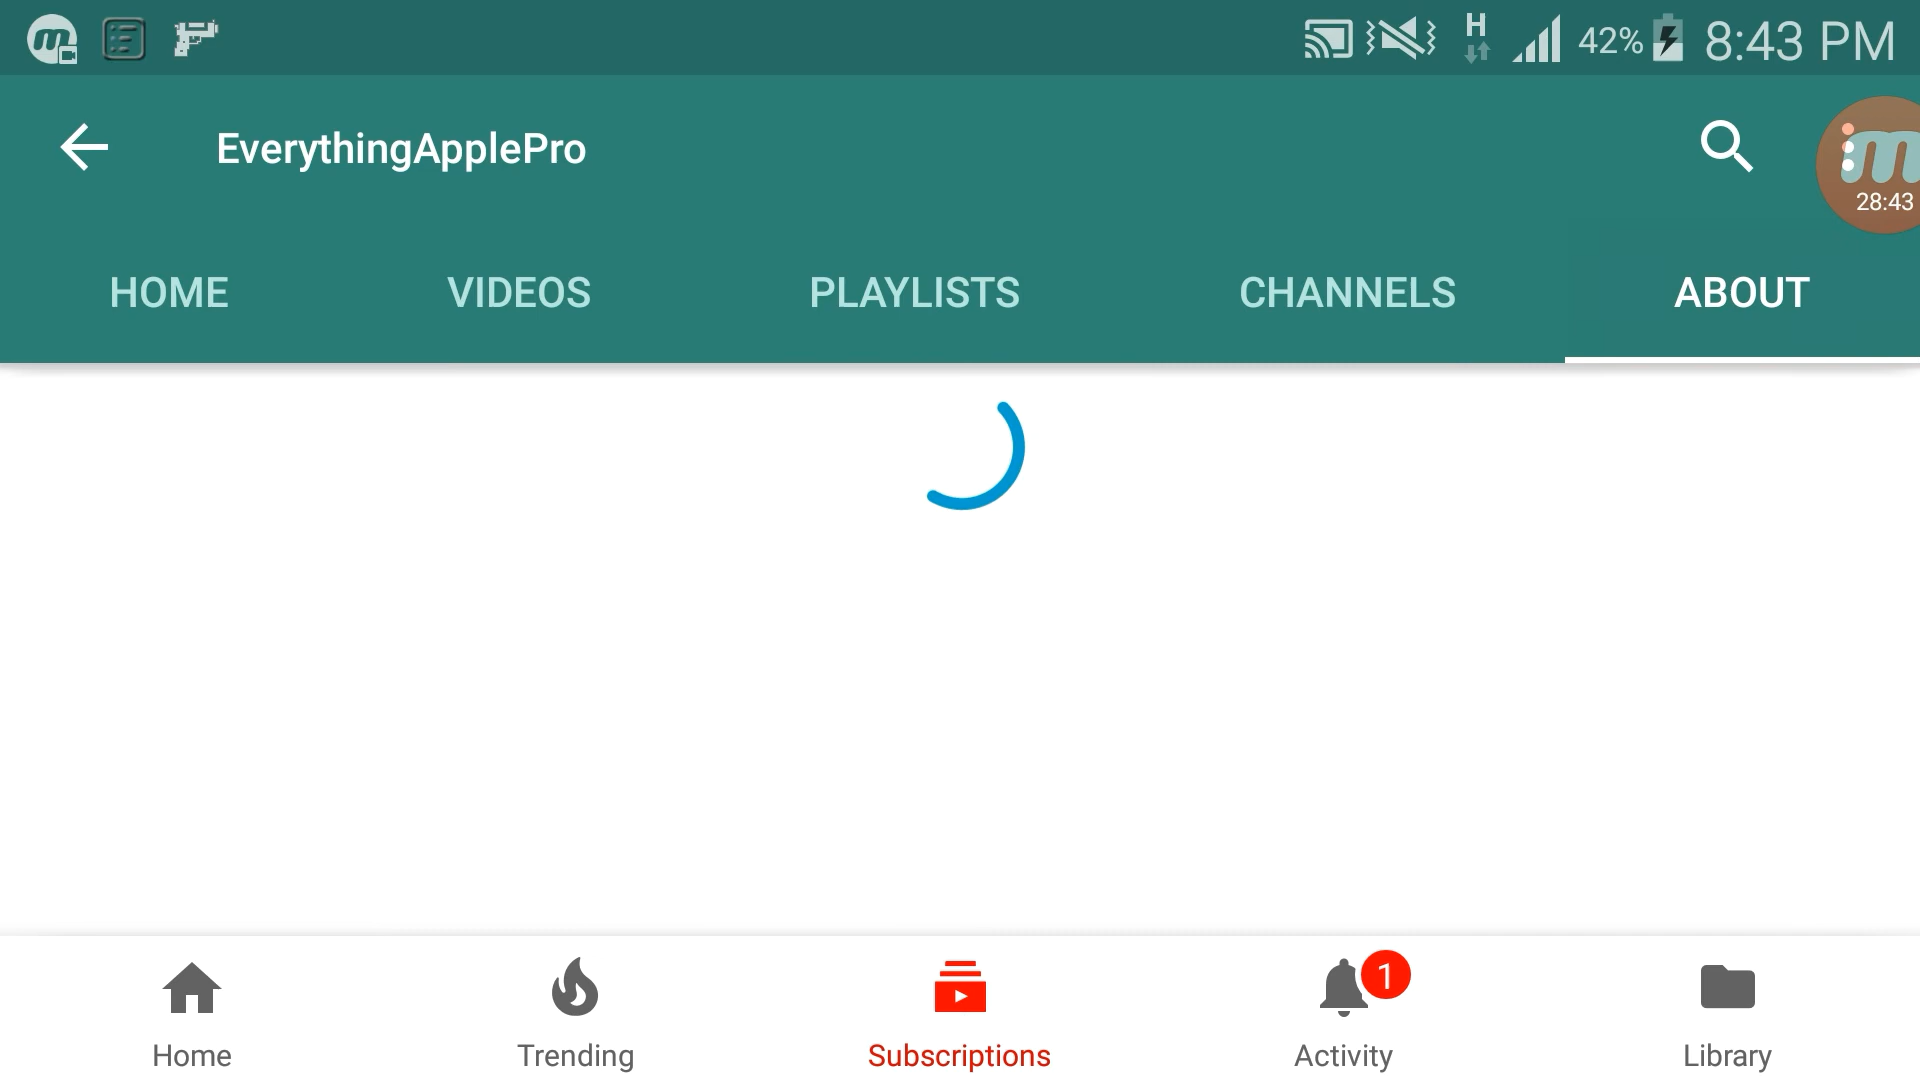 H 42% 8:43 PM
EverythingApplePro
m
28:43
HOME VIDEOS PLAYLISTS CHANNELS ABOUT
1
Home Trending Subscriptions Activity Library